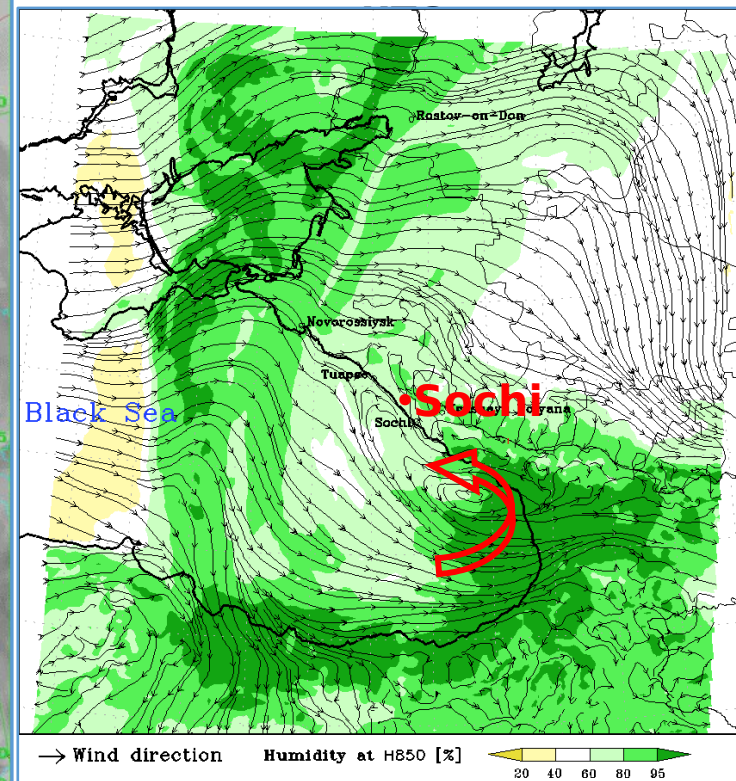 Rostov-on-Don
Novorossiysk
Tuapse
Sochi
Black Sea
Sochi
Wind direction Humidity at H850 [%]
20 40 60 80 95